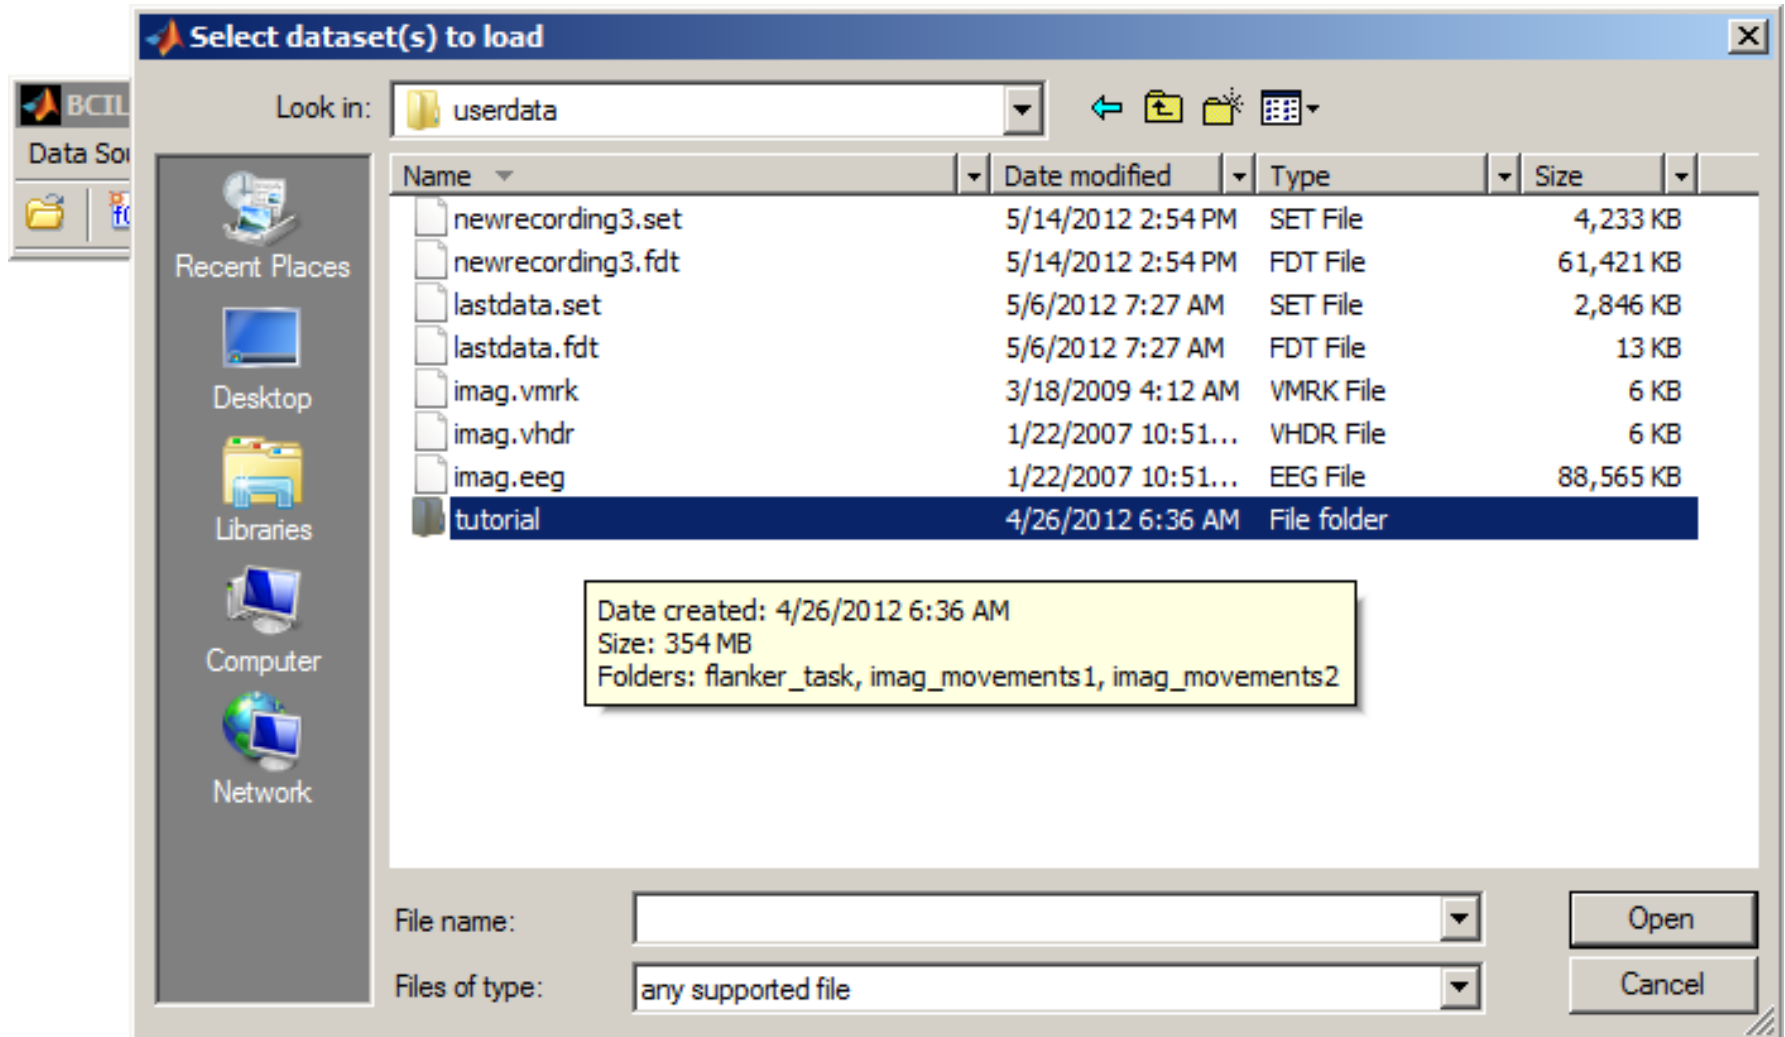 Select dataset(s) to load
BCIL
Data Sou
Look in: userdata
Recent Places
Desktop
Libraries
Computer
Network
Name Date modified Type Size
newrecording3.set 5/14/2012 2:54 PM SET File 4,233 KB
newrecording3.fdt 5/14/2012 2:54 PM FDT File 61,421 KB
lastdata.set 5/6/2012 7:27 AM SET File 2,846 KB
lastdata.fdt 5/6/2012 7:27 AM FDT File 13 KB
imag.vmrk 3/18/2009 4:12 AM VMRK File 6 KB
imag.vhdr 1/22/2007 10:51... VHDR File 6 KB
imag.eeg 1/22/2007 10:51... EEG File 88,565 KB
tutorial 4/26/2012 6:36 AM File folder
Date created: 4/26/2012 6:36 AM
Size: 354 MB
Folders: flanker_task, imag_movements1, imag_movements2
File name: Open
Files of type: any supported file Cancel